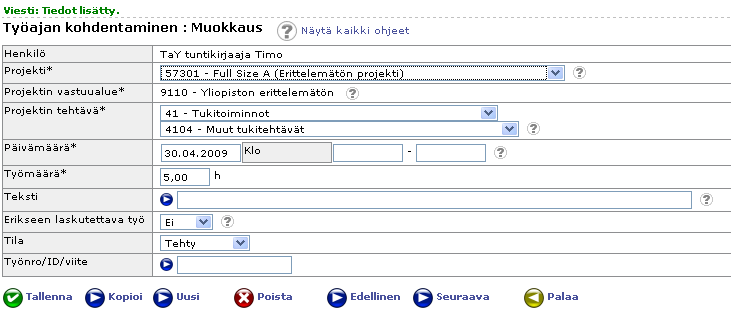 Viesti: Tiedot lisätty.
Työajan kohdentaminen : Muokkaus ? Näytä kaikki ohjeet
Henkilö TaY tuntikirjaaja Timo
Projekti* 57301 - Full Size A (Erittelemätön projekti) ?
Projektin vastuualue* 9110 - Yliopiston erittelemätön ?
Projektin tehtävä* 41 - Tukitoiminnot
4104 - Muut tukitehtävät ?
Päivämäärä* 30.04.2009 Klo - ?
Työmäärä* 5,00 h
Teksti ?
Erikseen laskutettava työ Ei ?
Tila Tehty
Työnro/ID/viite
Tallenna Kopioi Uusi Poista Edellinen Seuraava Palaa